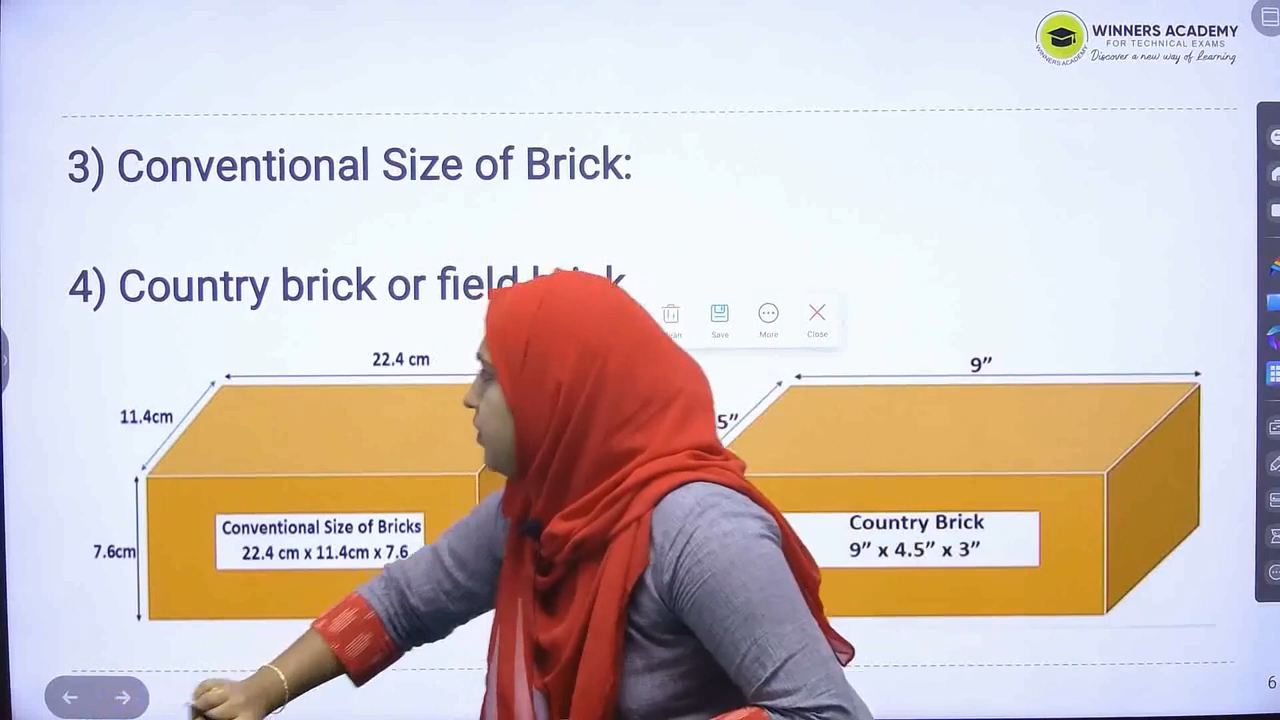 WINNERS ACADEMY
FOR TECHNICAL EXAMS
Discover a new way of Learning
WINNERS ACADEMY
3) Conventional Size of Brick:
4) Country brick or field
Save
More
Close
22.4 cm
9”
11.4cm
5”
Conventional Size of Bricks
22.4 cm x 11.4cm x 7.6
Country Brick
9” x 4.5” x 3”
7.6cm
6